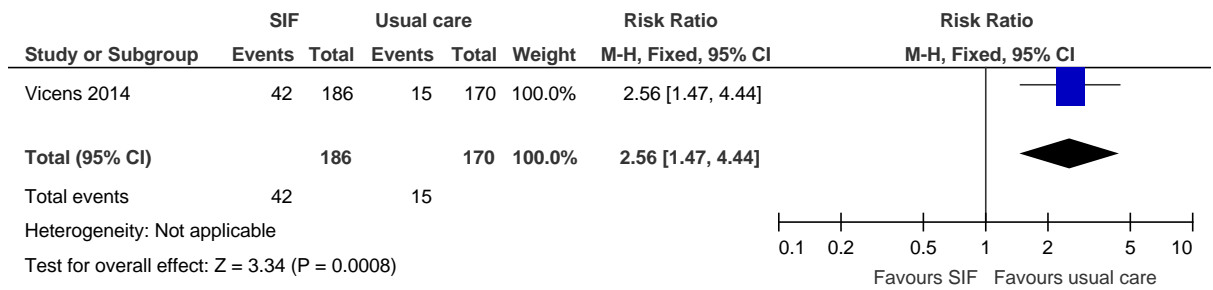 SIF Usual care Risk Ratio Risk Ratio
Study or Subgroup Events Total Events Total Weight M-H, Fixed, 95% CI M-H, Fixed, 95% CI
Vicens 2014 42 186 15 170 100.0% 2.56 [1.47, 4.44]
Total (95% CI) 186 170 100.0% 2.56 [1.47, 4.44]
Total events 42 15
Heterogeneity: Not applicable
Test for overall effect: Z = 3.34 (P = 0.0008)
0.1 0.2 0.5 1 2 5 10
Favours SIF Favours usual care